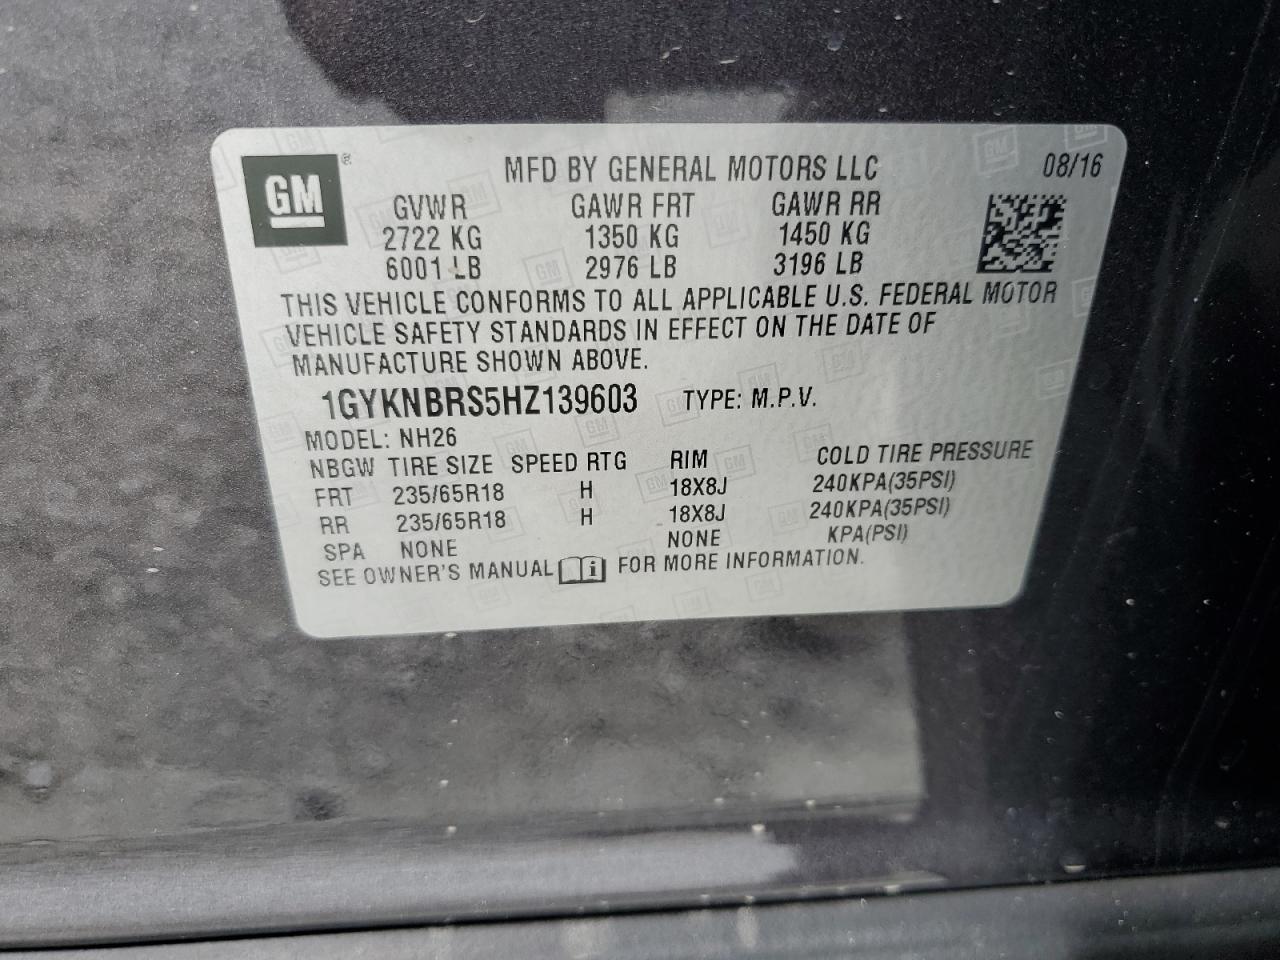 GM ®
MFD BY GENERAL MOTORS LLC 08/16
GVWR GAWR FRT GAWR RR
2722 KG 1350 KG 1450 KG
6001 LB 2976 LB 3196 LB
THIS VEHICLE CONFORMS TO ALL APPLICABLE U.S. FEDERAL MOTOR
VEHICLE SAFETY STANDARDS IN EFFECT ON THE DATE OF
MANUFACTURE SHOWN ABOVE.
1GYKNBRS5HZ139603 TYPE: M.P.V.
MODEL: NH26
NBGW TIRE SIZE SPEED RTG RIM COLD TIRE PRESSURE
FRT 235/65R18 H 18X8J 240KPA(35PSI)
RR 235/65R18 H 18X8J 240KPA(35PSI)
SPA NONE NONE KPA(PSI)
SEE OWNER'S MANUAL i FOR MORE INFORMATION.